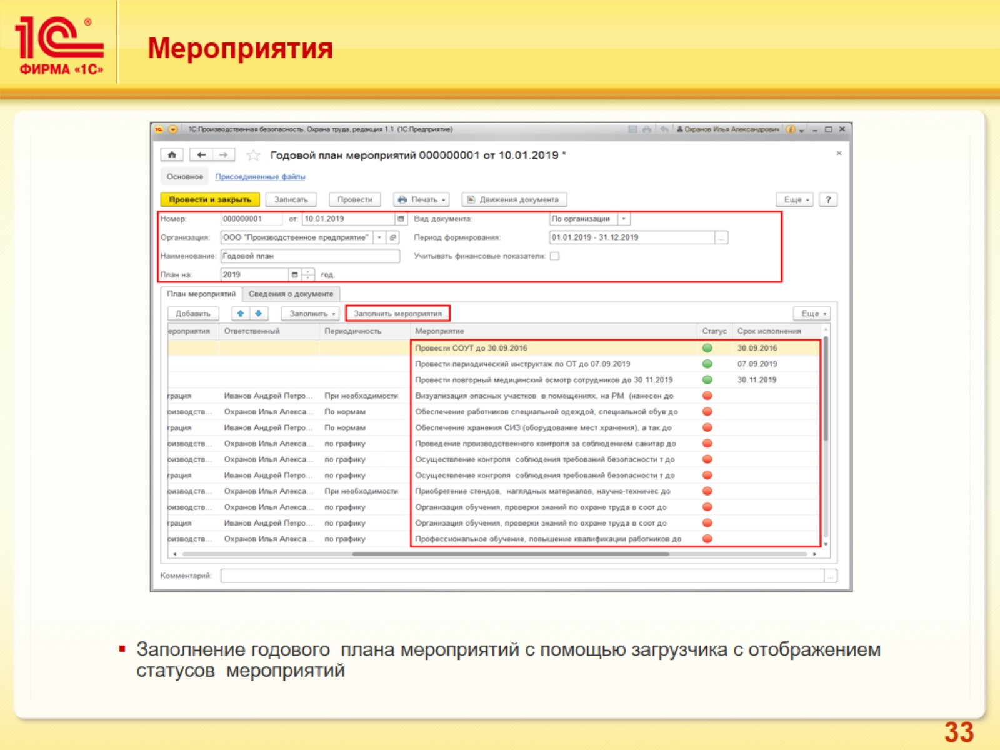 1С®
ФИРМА «1С»
Мероприятия
1С:Производственная безопасность. Охрана труда, редакция 1.1 (1С:Предприятие)
Охранов Илья Александрович
Годовой план мероприятий 000000001 от 10.01.2019 *
Основное Присоединенные файлы
Провести и закрыть Записать Провести Печать Движения документа Еще ?
Номер: 000000001 от: 10.01.2019 Вид документа: По организации
Организация: ООО "Производственное предприятие" Период формирования: 01.01.2019 - 31.12.2019 ...
Наименование: Годовой план Учитывать финансовые показатели:
План на: 2019 год.
План мероприятий Сведения о документе
Добавить Заполнить Заполнить мероприятия Еще
ероприятия Ответственный Периодичность Мероприятие Статус Срок исполнения
Провести СОУТ до 30.09.2016 30.09.2016
Провести периодический инструктаж по ОТ до 07.09.2019 07.09.2019
Провести повторный медицинский осмотр сотрудников до 30.11.2019 30.11.2019
трация Иванов Андрей Петро... При необходимости Визуализация опасных участков в помещениях, на РМ (нанесен до
оизводств... Охранов Илья Алекса... По нормам Обеспечение работников специальной одеждой, специальной обув до
трация Иванов Андрей Петро... По нормам Обеспечение хранения СИЗ (оборудование мест хранения), а так до
оизводств... Охранов Илья Алекса... по графику Проведение производственного контроля за соблюдением санитар до
оизводств... Охранов Илья Алекса... по графику Осуществление контроля соблюдения требований безопасности т до
трация Иванов Андрей Петро... по графику Осуществление контроля соблюдения требований безопасности т до
оизводств... Охранов Илья Алекса... При необходимости Приобретение стендов, наглядных материалов, научно-техничес до
оизводств... Охранов Илья Алекса... по графику Организация обучения, проверки знаний по охране труда в соот до
трация Иванов Андрей Петро... по графику Организация обучения, проверки знаний по охране труда в соот до
оизводств... Охранов Илья Алекса... по графику Профессиональное обучение, повышение квалификации работников до
Комментарий: ...
Заполнение годового плана мероприятий с помощью загрузчика с отображением
статусов мероприятий
33